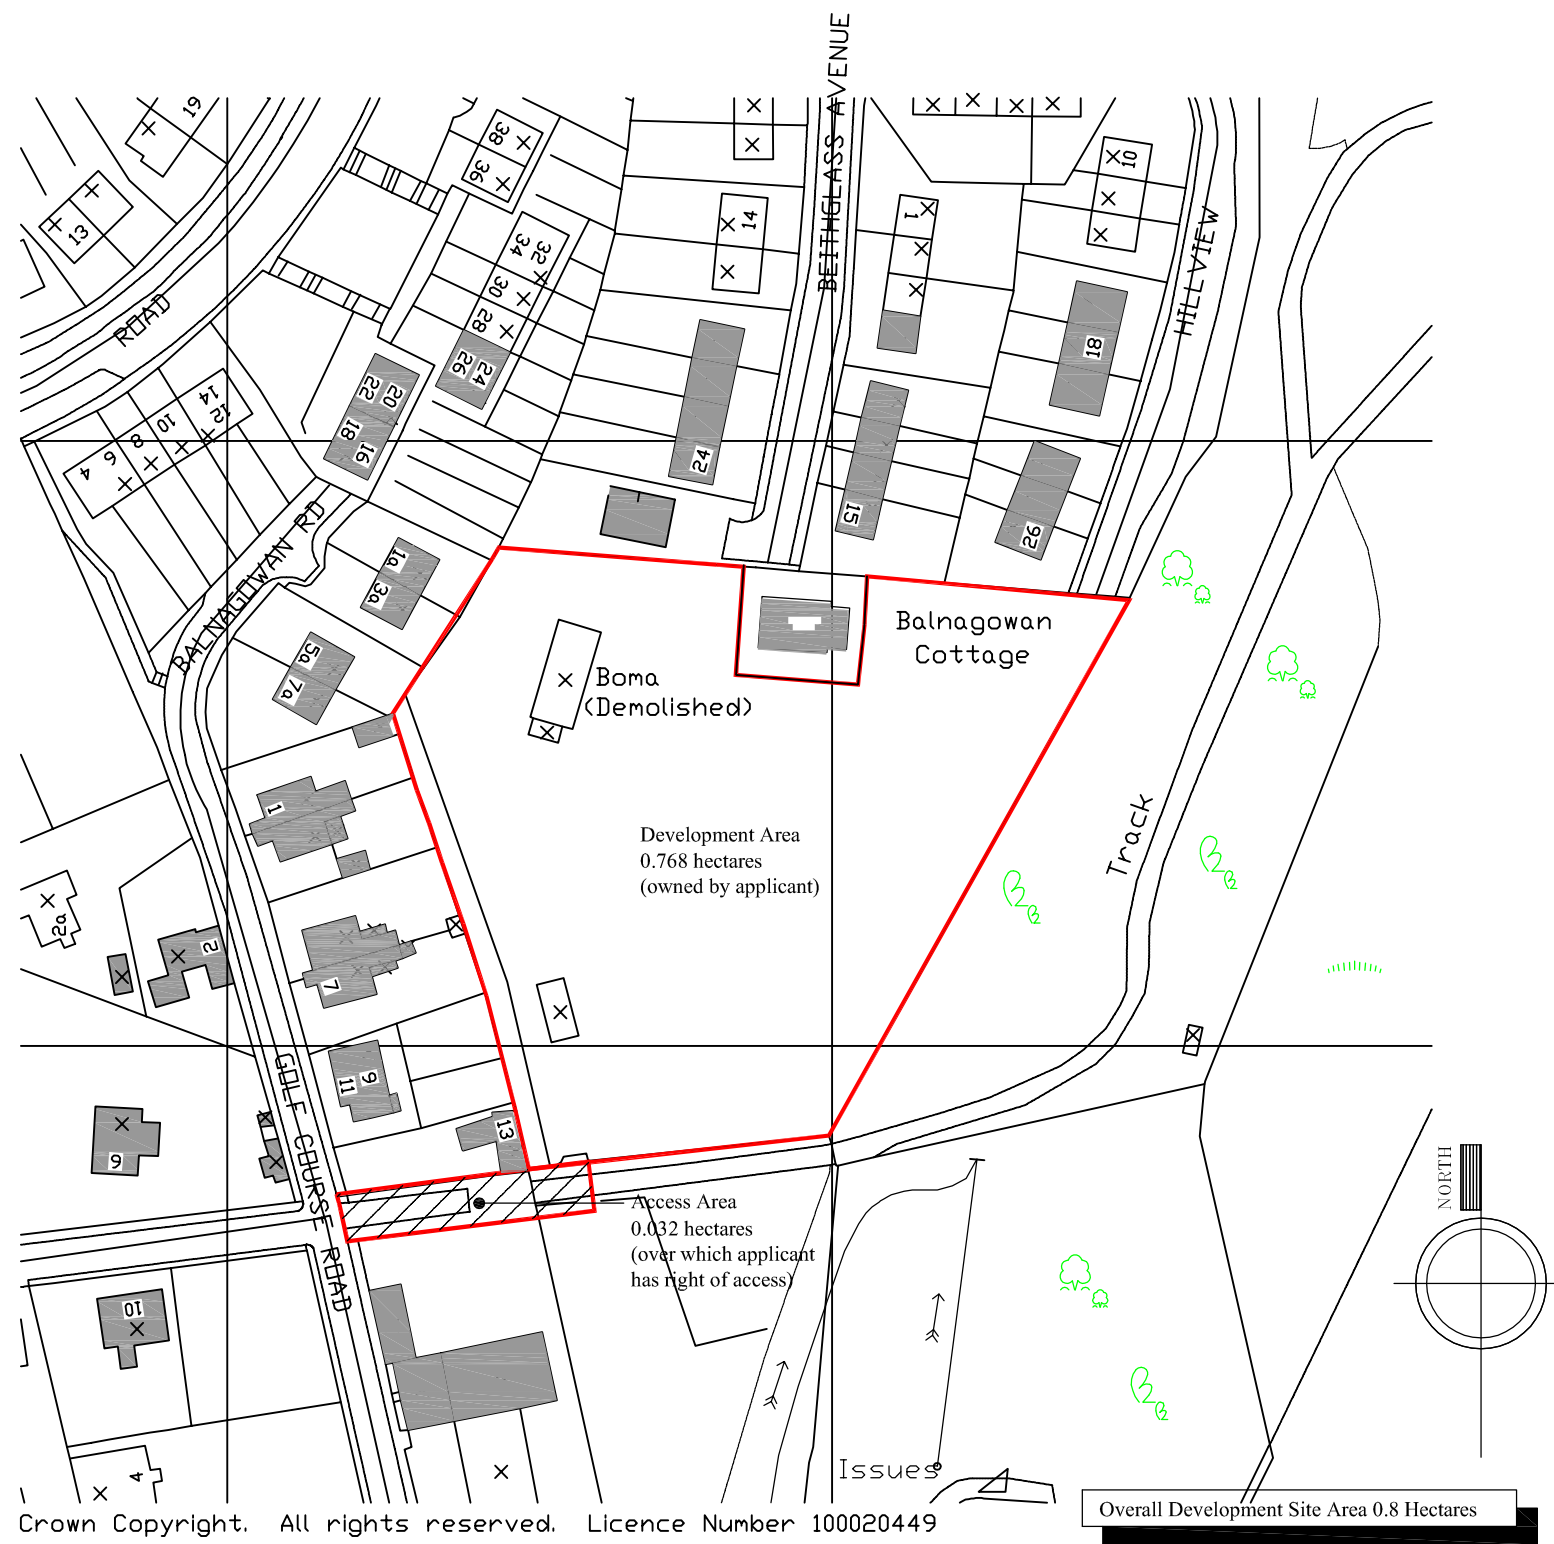 BEITHGLASS AVENUE
19
38
36
10
13
14
1
34
32
HILLVIEW
30
ROAD
28
18
26
24
22
20
14
12
10
8
6
4
18
16
24
15
26
BALNAGOWAN RD
1a
3a
Balnagowan
Cottage
5a
7a
Boma
(Demolished)
1
Track
Development Area
0.768 hectares
(owned by applicant)
2a
2
7
9
11
GOLF COURSE ROAD
13
9
NORTH
Access Area
0.032 hectares
(over which applicant
has right of access)
10
4
Issues
Overall Development Site Area 0.8 Hectares
Crown Copyright. All rights reserved. Licence Number 100020449